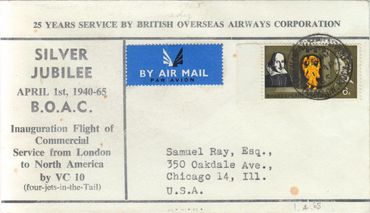 25 YEARS SERVICE BY BRITISH OVERSEAS AIRWAYS CORPORATION
SILVER
JUBILEE
APRIL 1st, 1940-65
B.O.A.C.
Inauguration Flight of
Commercial
Service from London
to North America
by VC 10
(four-jets-in-the-Tail)
BY AIR MAIL
PAR AVION
Samuel Ray, Esq.,
350 Oakdale Ave.,
Chicago 14, Ill.
U.S.A.